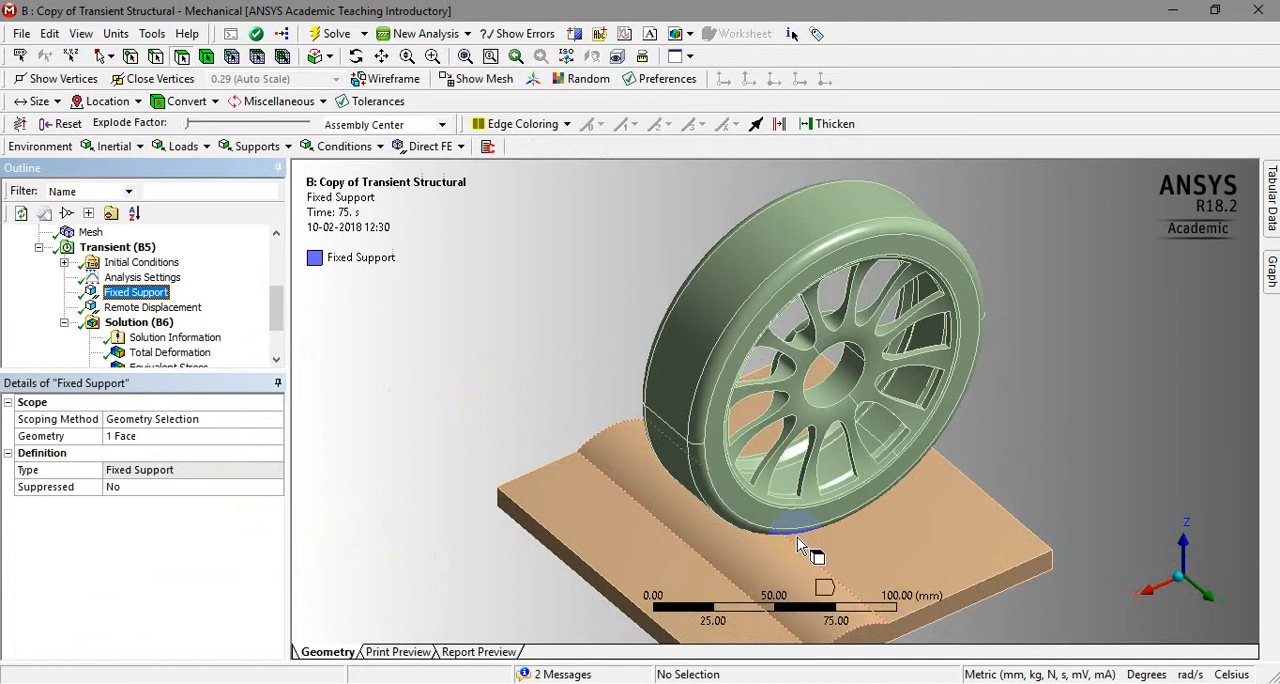 B : Copy of Transient Structural - Mechanical [ANSYS Academic Teaching Introductory]
File Edit View Units Tools Help Solve New Analysis ?/ Show Errors Worksheet
Show Vertices Close Vertices 0.29 (Auto Scale) Wireframe Show Mesh Random Preferences
Size Location Convert Miscellaneous Tolerances
Reset Explode Factor: Assembly Center Edge Coloring Thicken
Environment Inertial Loads Supports Conditions Direct FE
Outline
Filter: Name
Mesh
Transient (B5)
Initial Conditions
Analysis Settings
Fixed Support
Remote Displacement
Solution (B6)
Solution Information
Total Deformation
Equivalent Stress
Details of "Fixed Support"
Scope
Scoping Method Geometry Selection
Geometry 1 Face
Definition
Type Fixed Support
Suppressed No
B: Copy of Transient Structural
Fixed Support
Time: 75. s
10-02-2018 12:30
Fixed Support
ANSYS
R18.2
Academic
Z
X
Y
0.00 50.00 100.00 (mm)
25.00 75.00
Geometry Print Preview Report Preview
Tabular Data
Graph
2 Messages No Selection Metric (mm, kg, N, s, mV, mA) Degrees rad/s Celsius